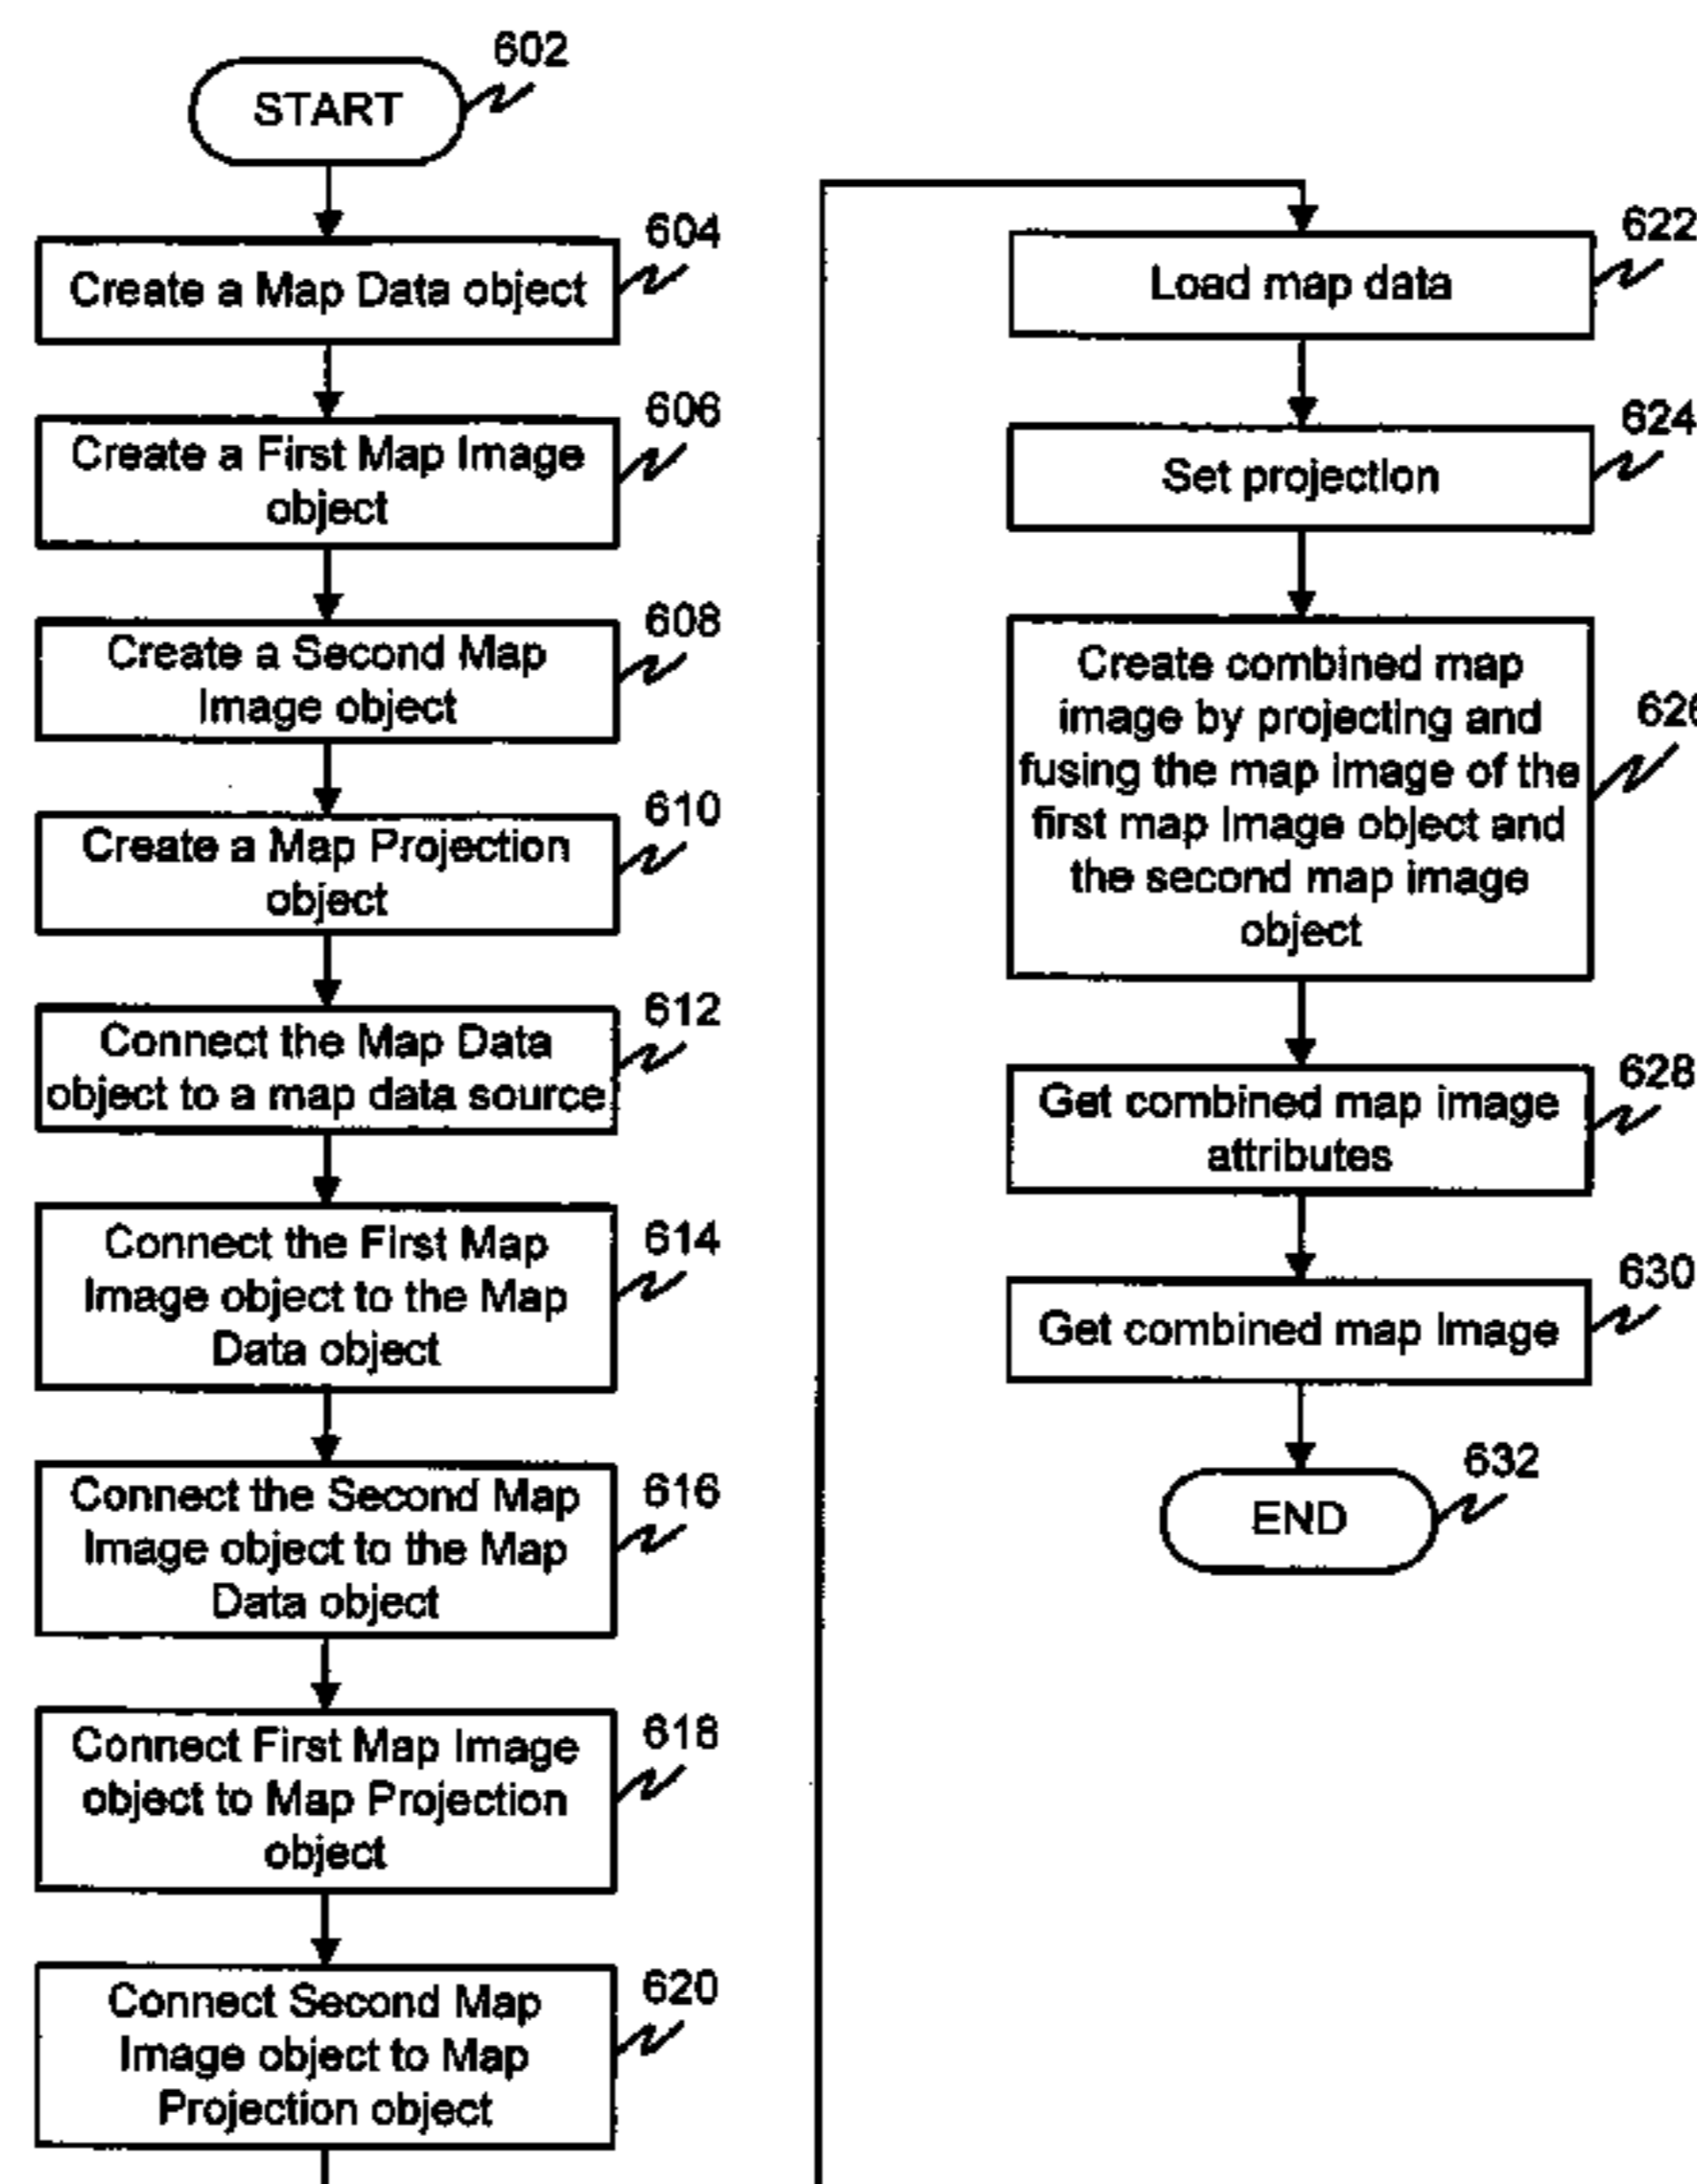 602
START
604
Create a Map Data object
606
Create a First Map Image
object
608
Create a Second Map
Image object
610
Create a Map Projection
object
612
Connect the Map Data
object to a map data source
614
Connect the First Map
Image object to the Map
Data object
616
Connect the Second Map
Image object to the Map
Data object
618
Connect First Map Image
object to Map Projection
object
620
Connect Second Map
Image object to Map
Projection object
622
Load map data
624
Set projection
626
Create combined map
image by projecting and
fusing the map image of the
first map image object and
the second map image
object
628
Get combined map image
attributes
630
Get combined map image
632
END